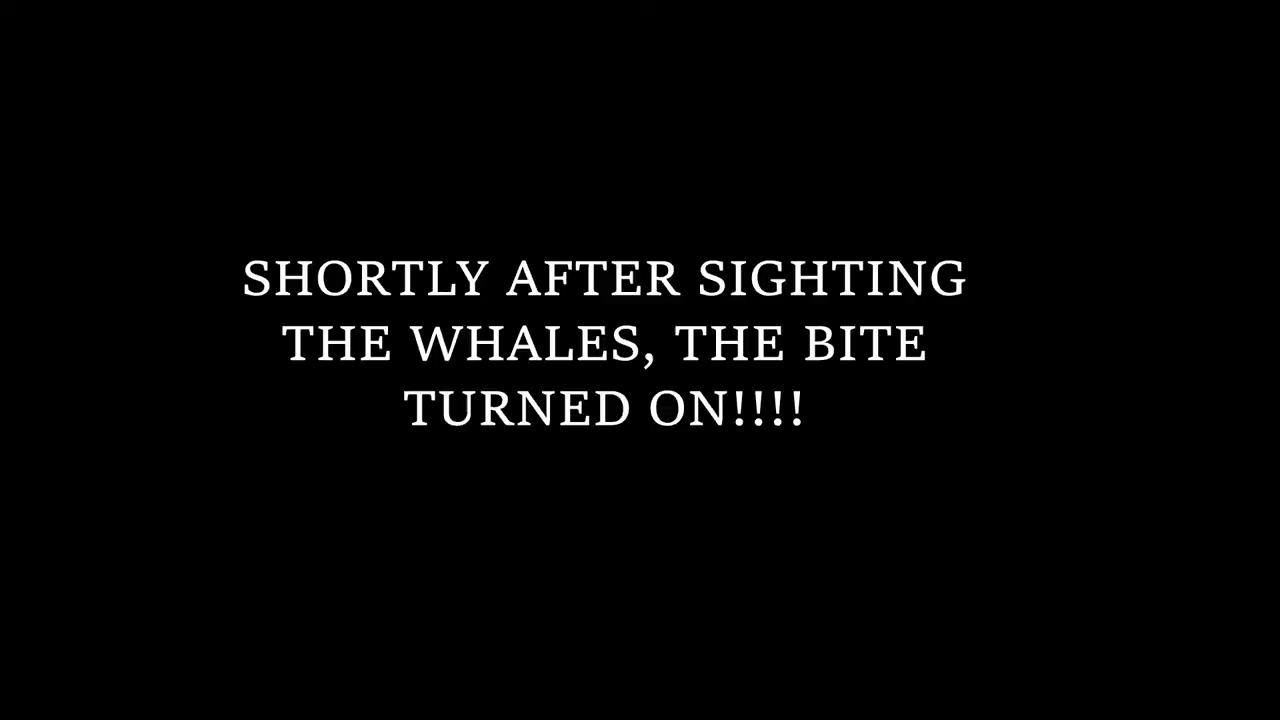 SHORTLY AFTER SIGHTING
THE WHALES, THE BITE
TURNED ON!!!!